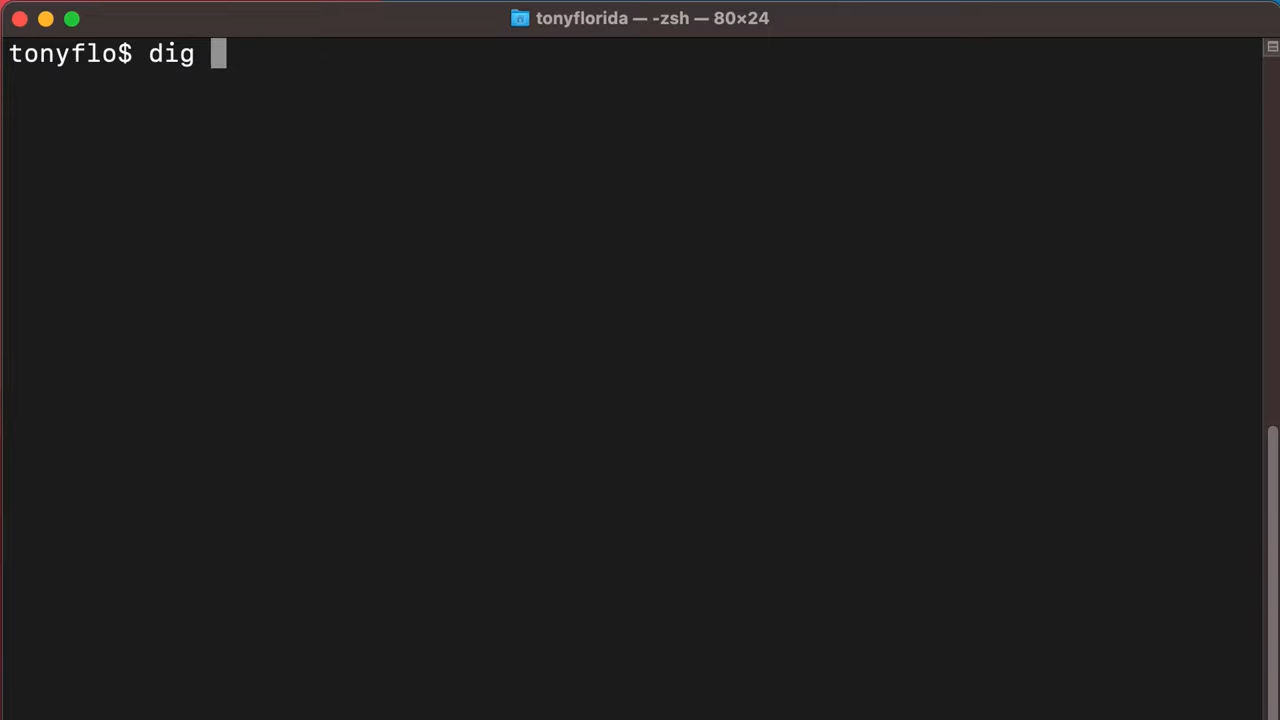 tonyflorida — -zsh — 80×24
tonyflo$ dig